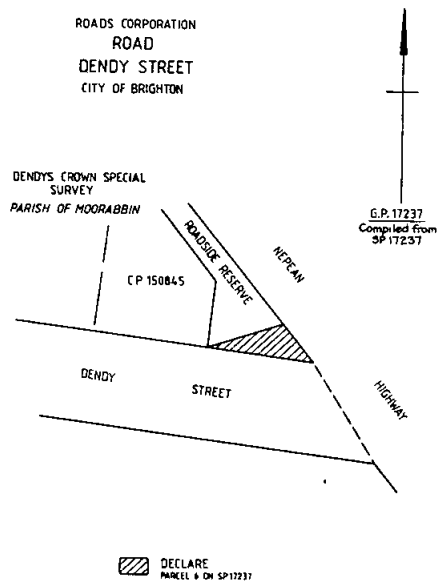 ROADS CORPORATION
ROAD
DENDY STREET
CITY OF BRIGHTON
DENDYS CROWN SPECIAL
SURVEY
PARISH OF MOORABBIN
G.P. 17237
Compiled from
SP 17237
CP 150845
ROADSIDE RESERVE
NEPEAN
HIGHWAY
DENDY STREET
DECLARE
PARCEL 6 ON SP17237